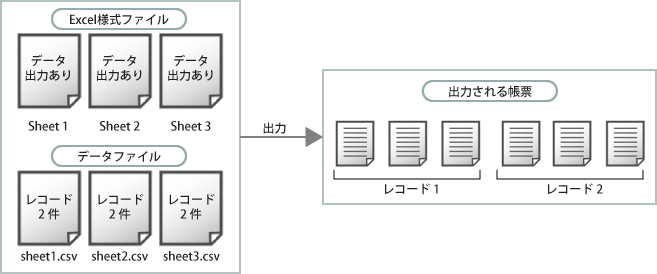 Excel様式ファイル
データ
出力あり
データ
出力あり
データ
出力あり
Sheet 1
Sheet 2
Sheet 3
データファイル
レコード
2 件
レコード
2 件
レコード
2 件
sheet1.csv
sheet2.csv
sheet3.csv
出力
出力される帳票
レコード 1
レコード 2